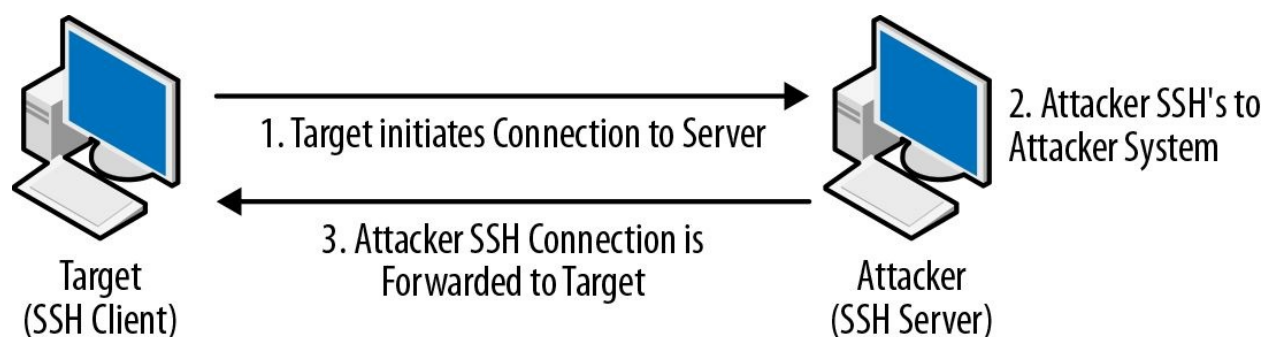 1. Target initiates Connection to Server
2. Attacker SSH's to
Attacker System
3. Attacker SSH Connection is
Forwarded to Target
Target
(SSH Client)
Attacker
(SSH Server)